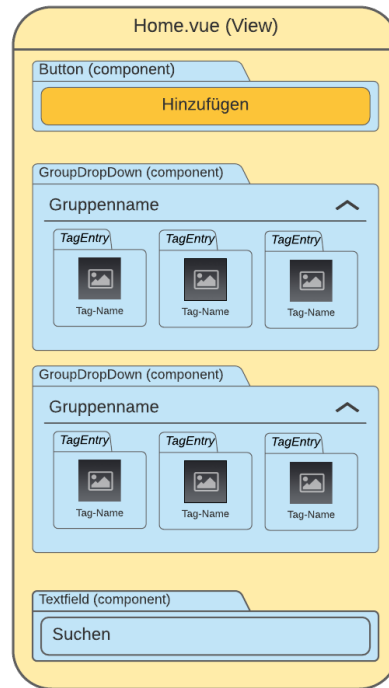 Home.vue (View)
Button (component)
Hinzufügen
GroupDropDown (component)
Gruppenname
TagEntry TagEntry TagEntry
Tag-Name Tag-Name Tag-Name
GroupDropDown (component)
Gruppenname
TagEntry TagEntry TagEntry
Tag-Name Tag-Name Tag-Name
Textfield (component)
Suchen